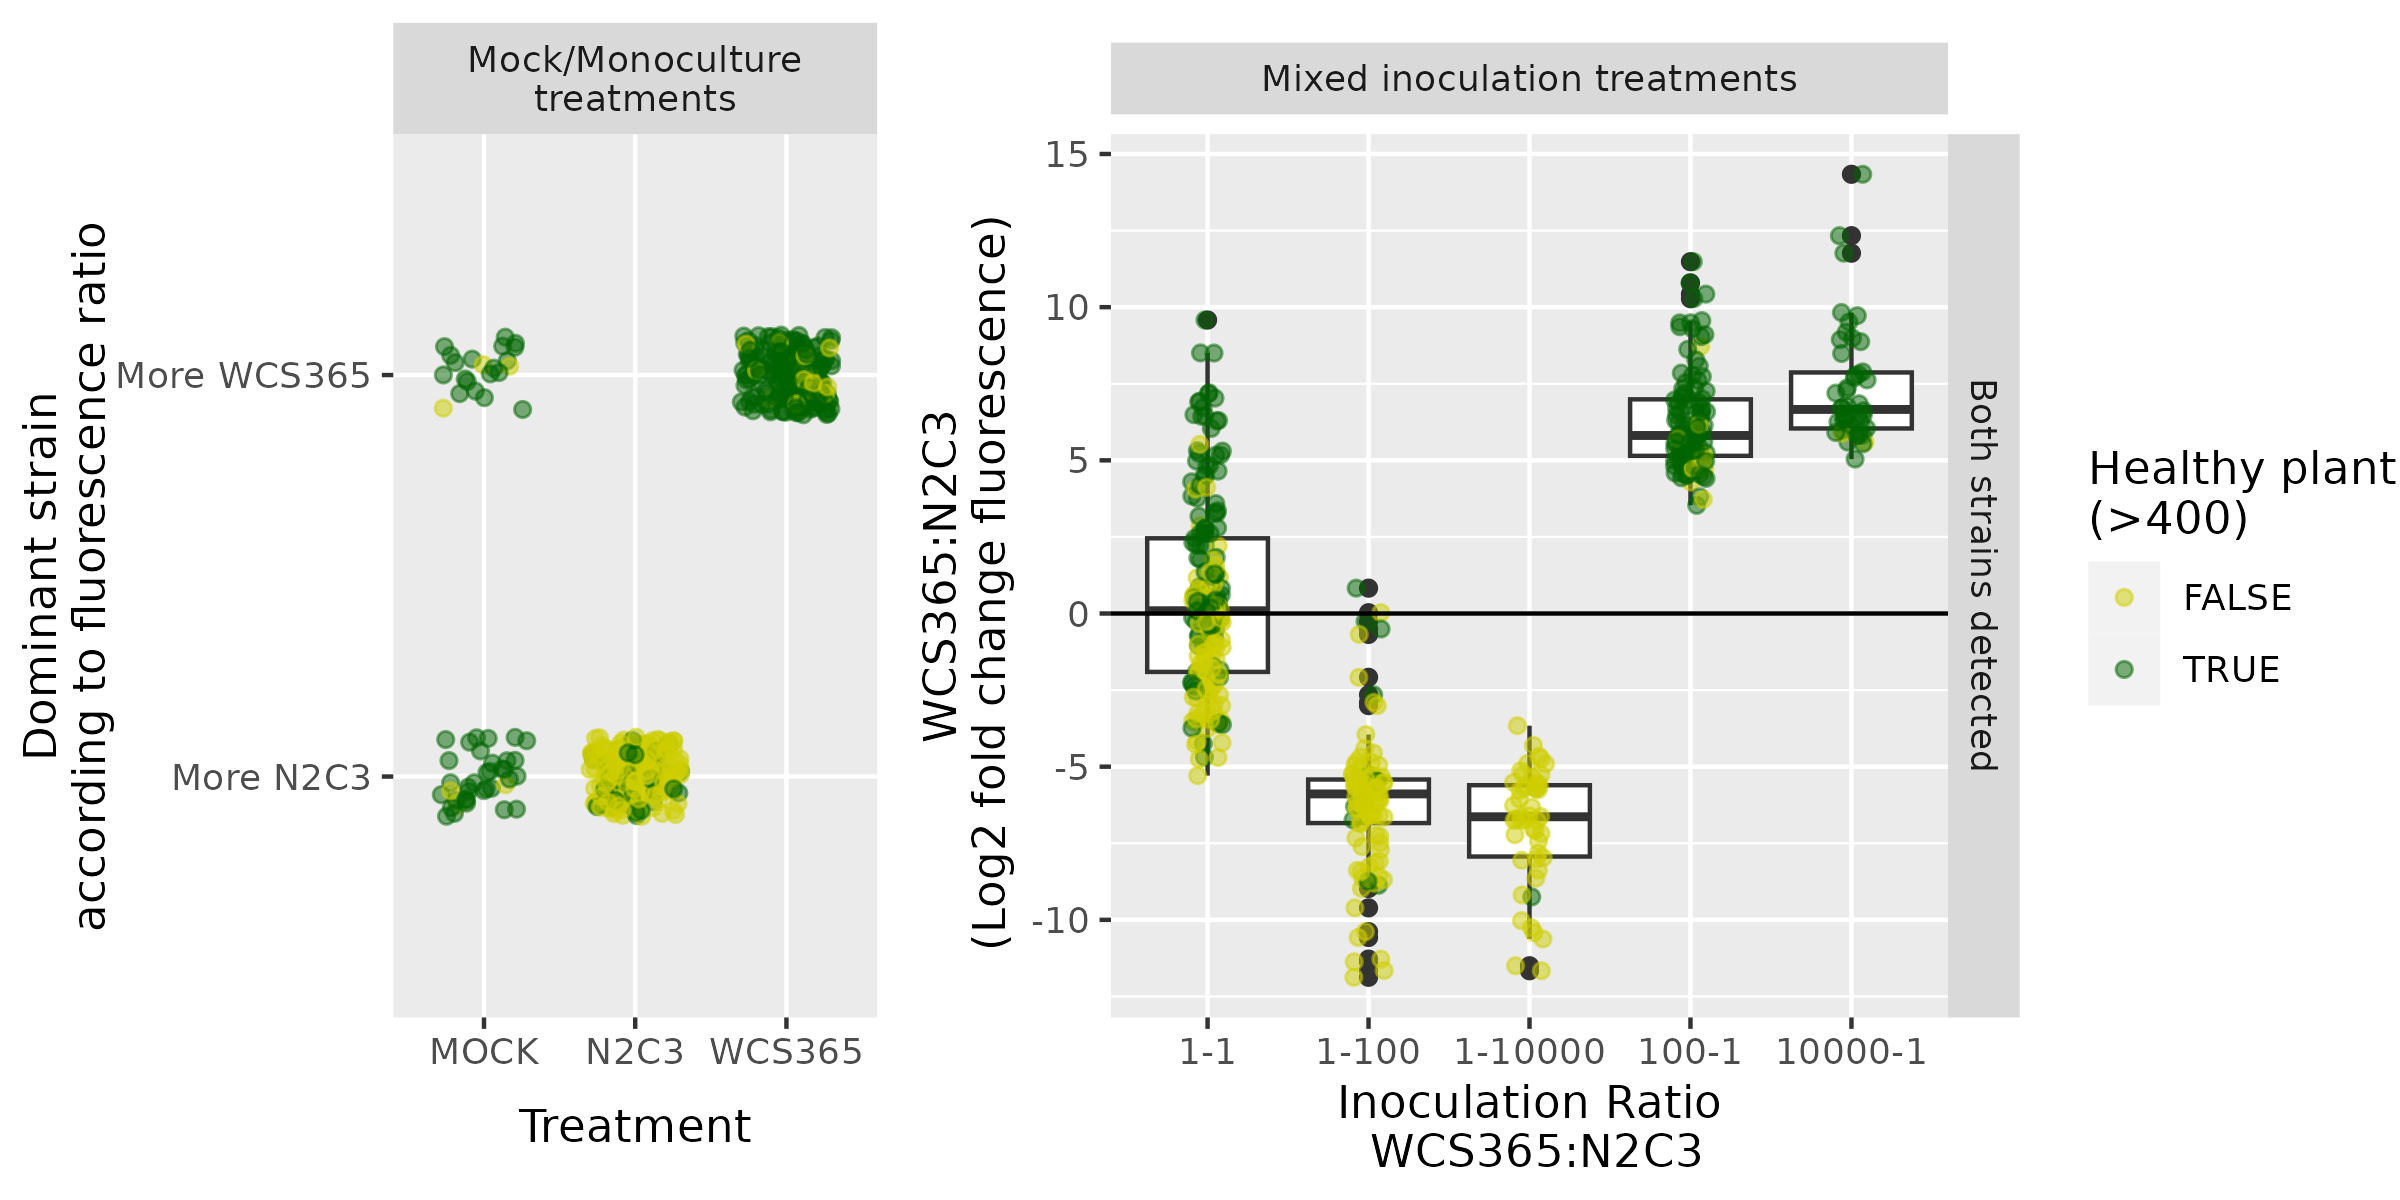 Mock/Monoculture
treatments
Dominant strain
according to fluorescence ratio
More WCS365
More N2C3
MOCK
N2C3
WCS365
Treatment
Mixed inoculation treatments
WCS365:N2C3
(Log2 fold change fluorescence)
15
10
5
0
-5
-10
1-1
1-100
1-10000
100-1
10000-1
Inoculation Ratio
WCS365:N2C3
Both strains detected
Healthy plant
(>400)
FALSE
TRUE